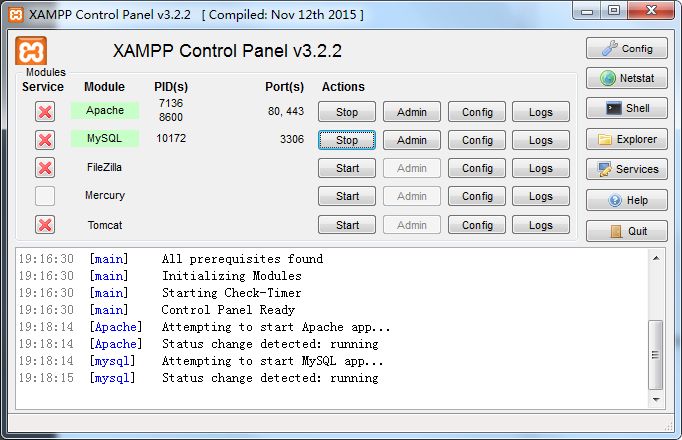 XAMPP Control Panel v3.2.2 [ Compiled: Nov 12th 2015 ]
XAMPP Control Panel v3.2.2
Config
Modules
Service Module PID(s) Port(s) Actions
Netstat
Apache 7136 8600 80, 443 Stop Admin Config Logs
Shell
MySQL 10172 3306 Stop Admin Config Logs
Explorer
FileZilla Start Admin Config Logs
Services
Mercury Start Admin Config Logs
Help
Tomcat Start Admin Config Logs
Quit
19:16:30 [main] All prerequisites found
19:16:30 [main] Initializing Modules
19:16:30 [main] Starting Check-Timer
19:16:30 [main] Control Panel Ready
19:18:14 [Apache] Attempting to start Apache app...
19:18:14 [Apache] Status change detected: running
19:18:14 [mysql] Attempting to start MySQL app...
19:18:15 [mysql] Status change detected: running